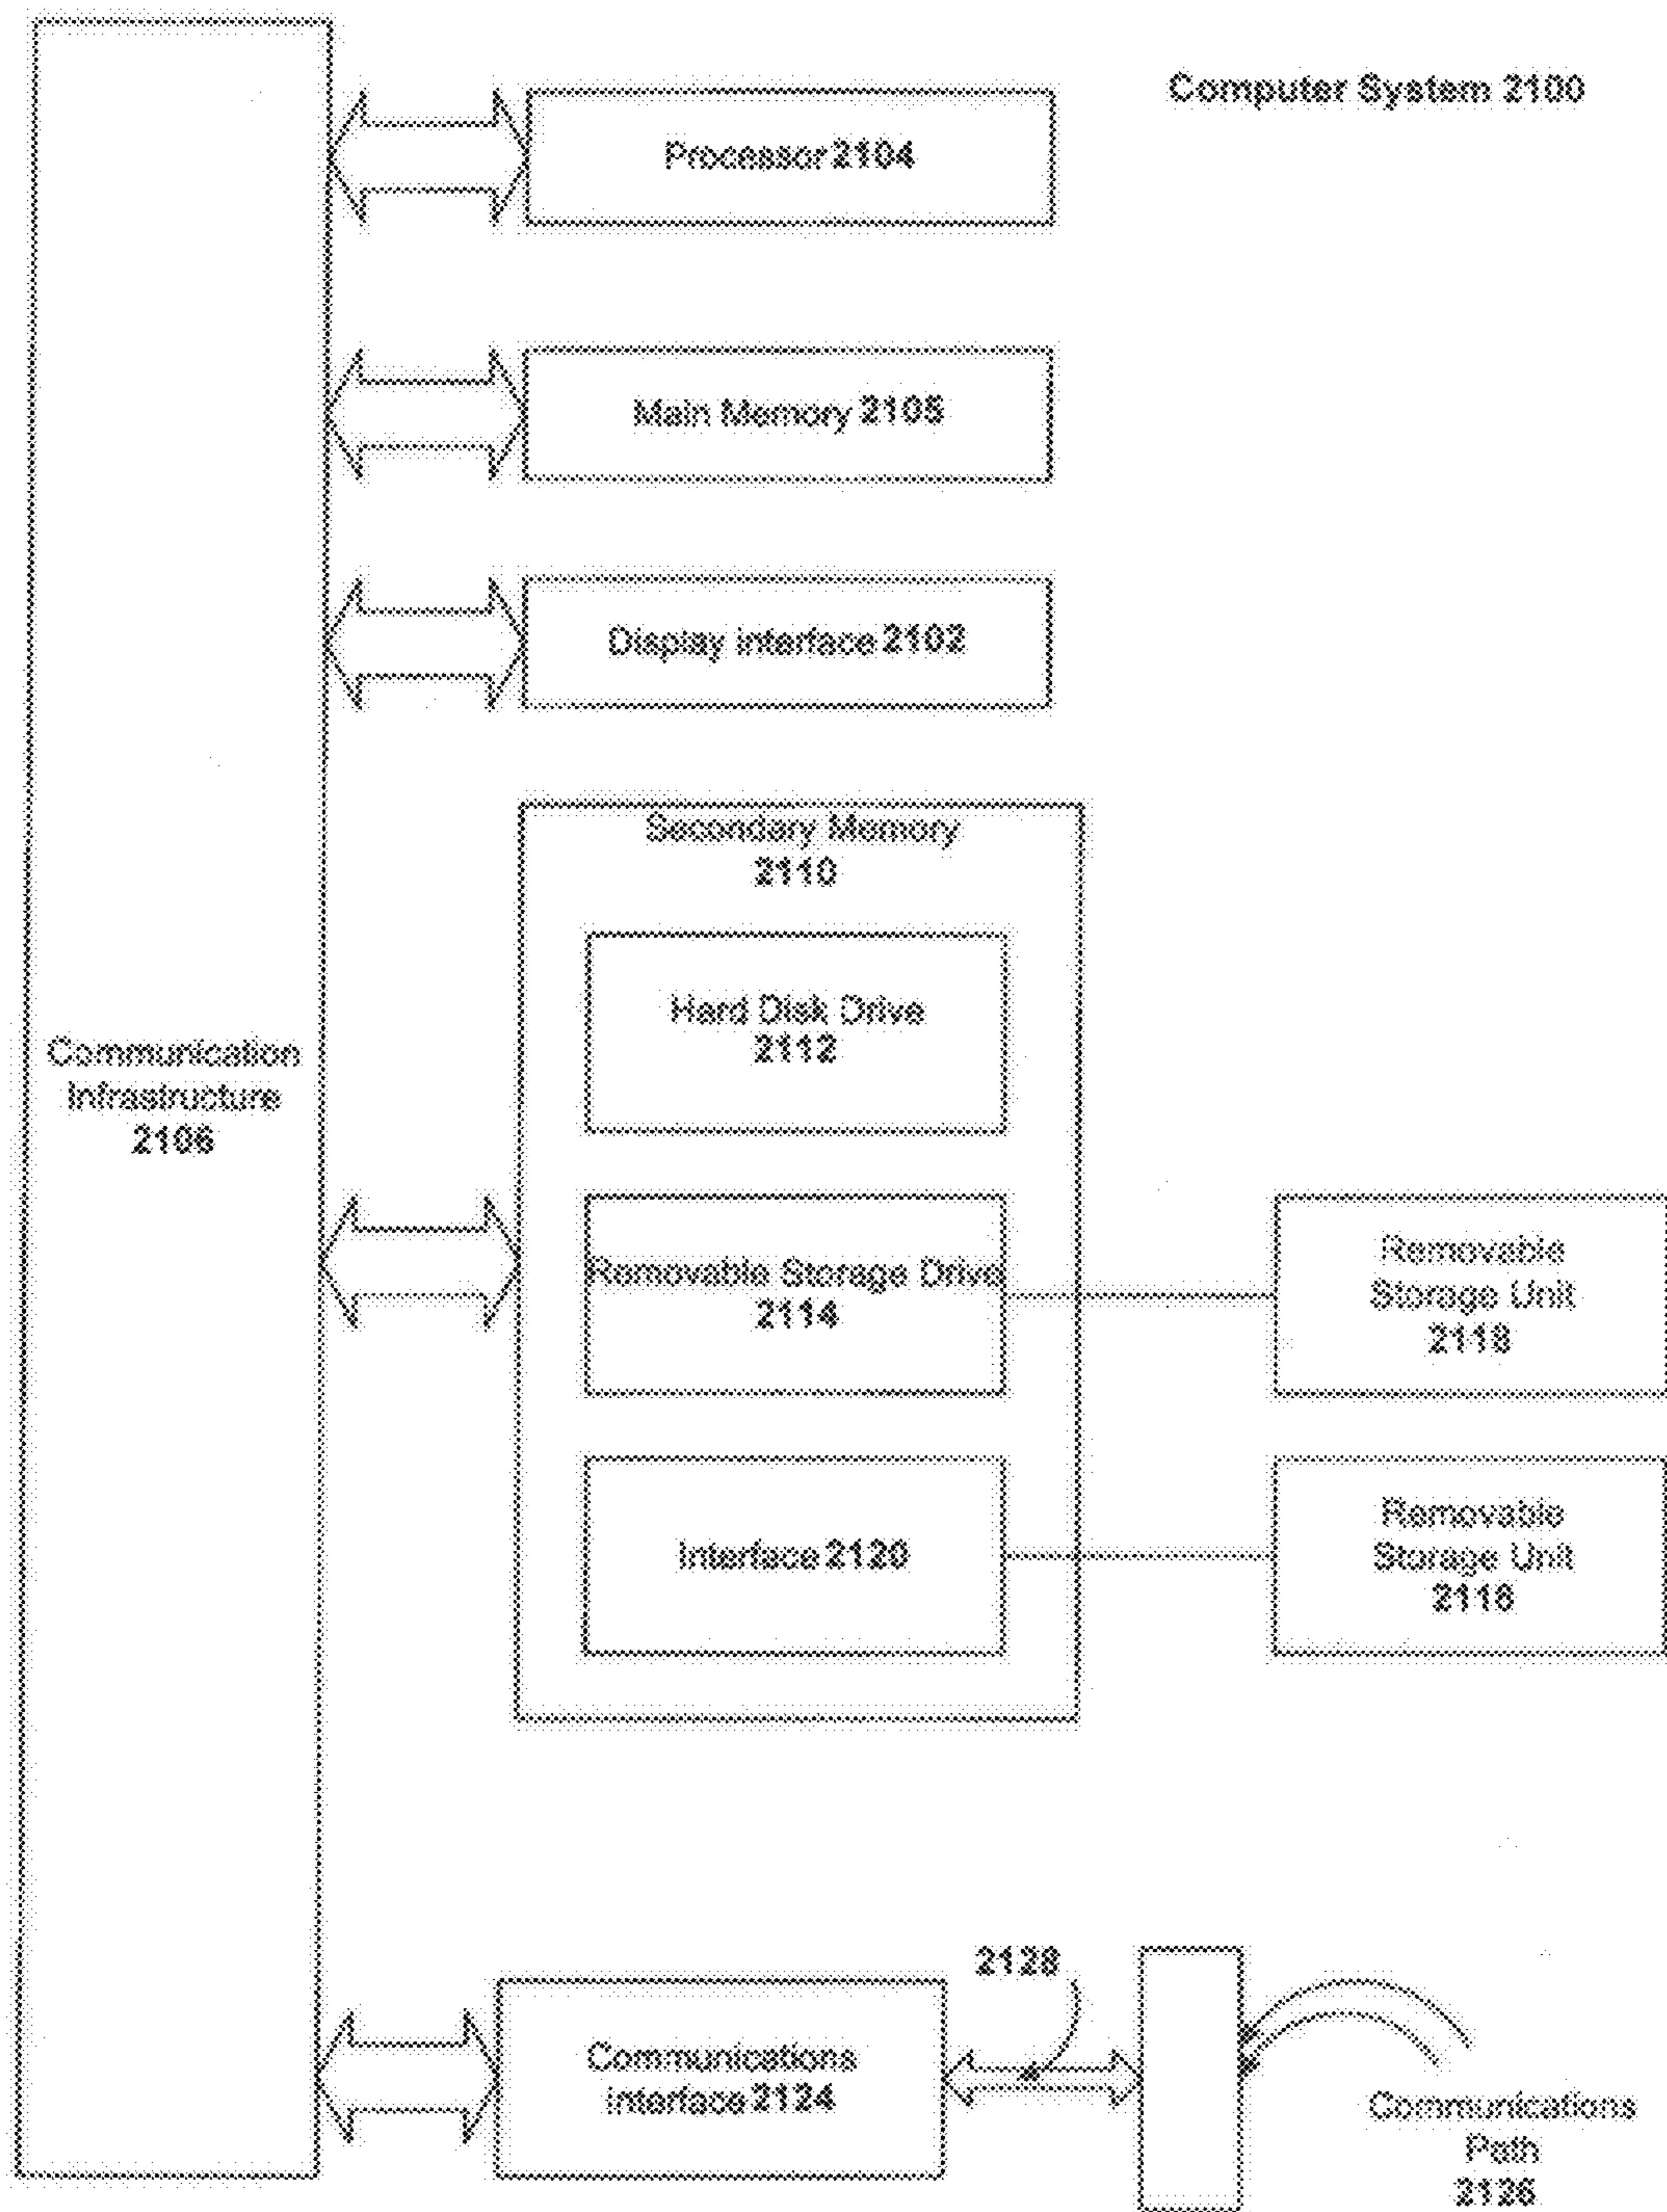 Computer System 2100
Processor 2104
Main Memory 2105
Display interface 2102
Secondary Memory
2110
Hard Disk Drive
2112
Communication
Infrastructure
2106
Removable Storage Drive
2114
Removable
Storage Unit
2118
Interface 2120
Removable
Storage Unit
2116
2128
Communications
interface 2124
Communications
Path
2126